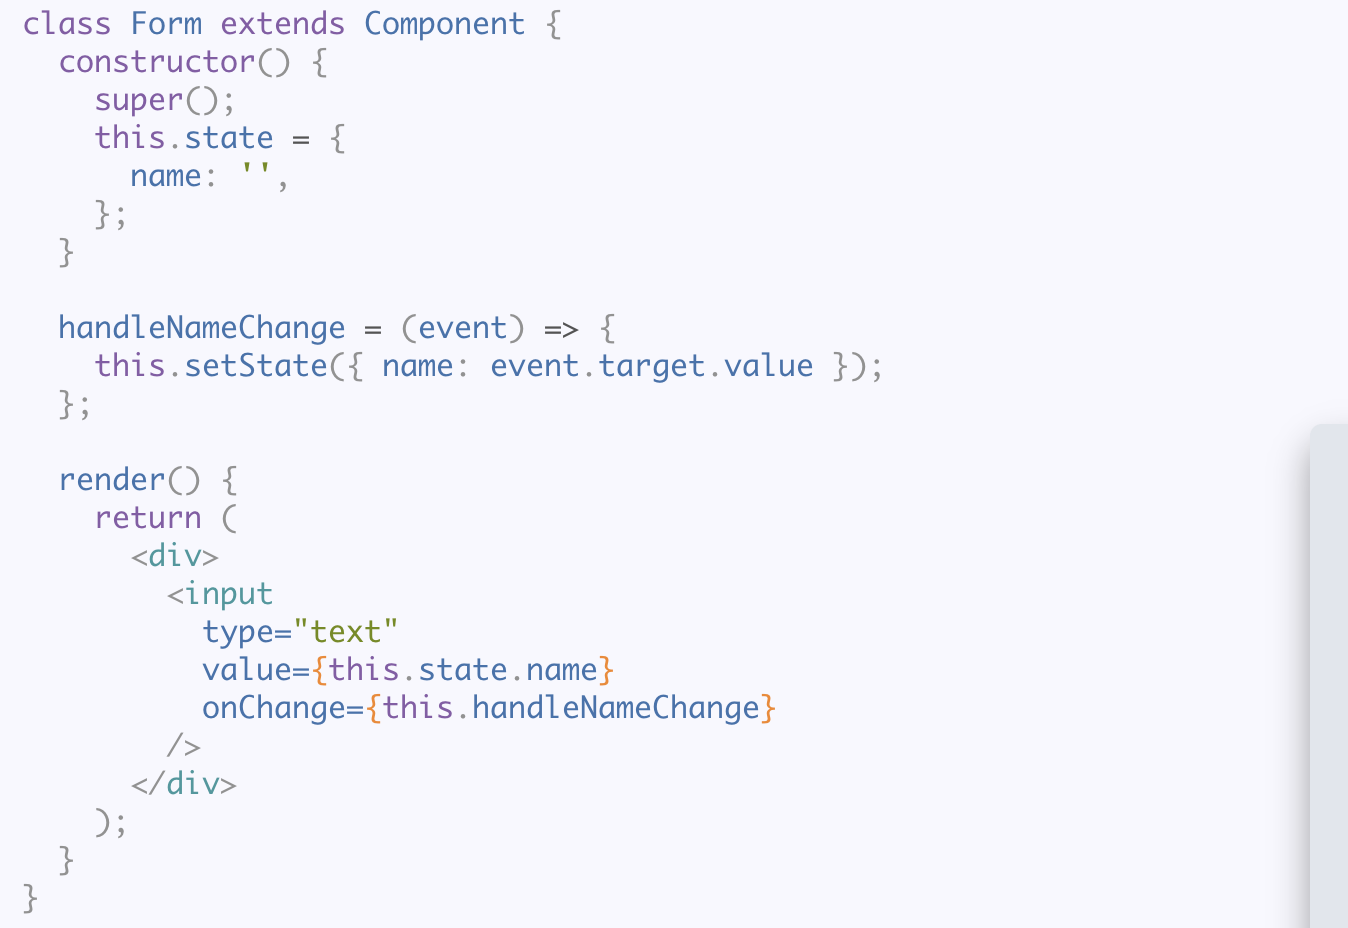 class Form extends Component {
  constructor() {
    super();
    this.state = {
      name: '',
    };
  }

  handleNameChange = (event) => {
    this.setState({ name: event.target.value });
  };

  render() {
    return (
      <div>
        <input
          type="text"
          value={this.state.name}
          onChange={this.handleNameChange}
        />
      </div>
    );
  }
}